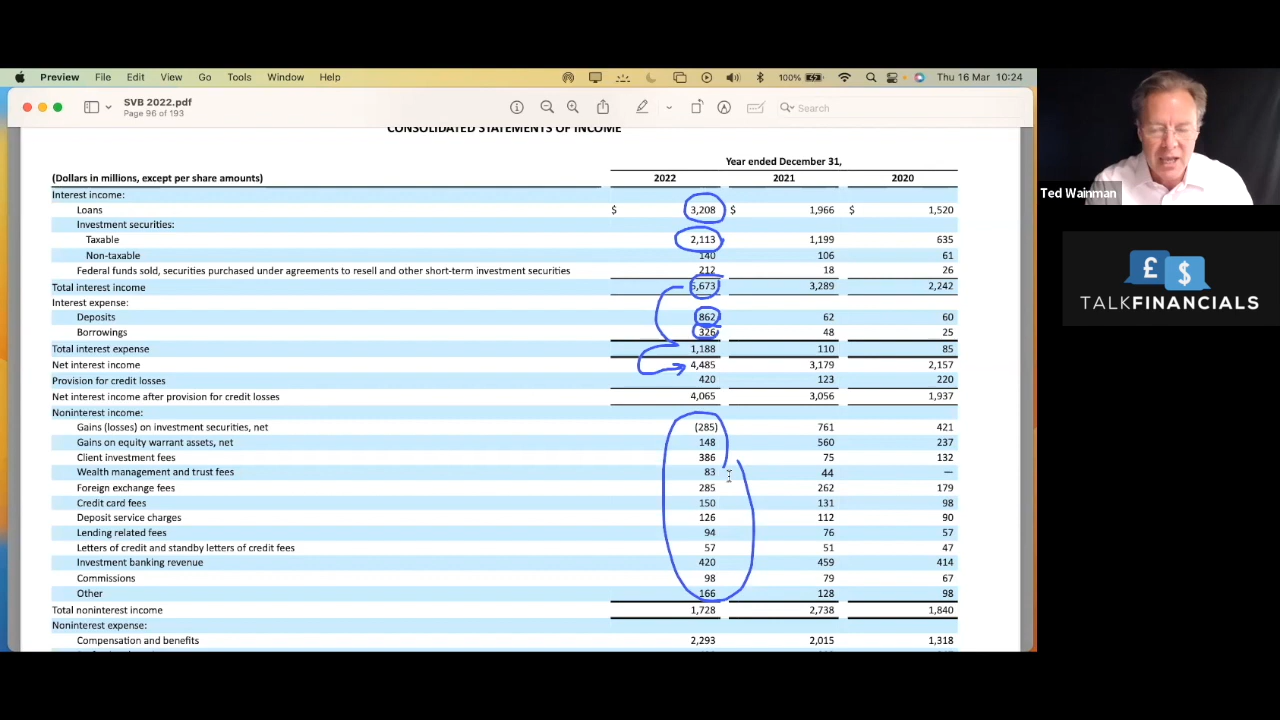 Preview File Edit View Go Tools Window Help 100% Thu 16 Mar 10:24
SVB 2022.pdf
Page 96 of 193
Search
CONSOLIDATED STATEMENTS OF INCOME
Year ended December 31,
(Dollars in millions, except per share amounts) 2022 2021 2020
Interest income:
Loans $ 3,208 $ 1,966 $ 1,520
Investment securities:
Taxable 2,113 1,199 635
Non-taxable 140 106 61
Federal funds sold, securities purchased under agreements to resell and other short-term investment securities 212 18 26
Total interest income 5,673 3,289 2,242
Interest expense:
Deposits 862 62 60
Borrowings 326 48 25
Total interest expense 1,188 110 85
Net interest income 4,485 3,179 2,157
Provision for credit losses 420 123 220
Net interest income after provision for credit losses 4,065 3,056 1,937
Noninterest income:
Gains (losses) on investment securities, net (285) 761 421
Gains on equity warrant assets, net 148 560 237
Client investment fees 386 75 132
Wealth management and trust fees 83 44 —
Foreign exchange fees 285 262 179
Credit card fees 150 131 98
Deposit service charges 126 112 90
Lending related fees 94 76 57
Letters of credit and standby letters of credit fees 57 51 47
Investment banking revenue 420 459 414
Commissions 98 79 67
Other 166 128 98
Total noninterest income 1,728 2,738 1,840
Noninterest expense:
Compensation and benefits 2,293 2,015 1,318
Ted Wainman
£ $
TALKFINANCIALS